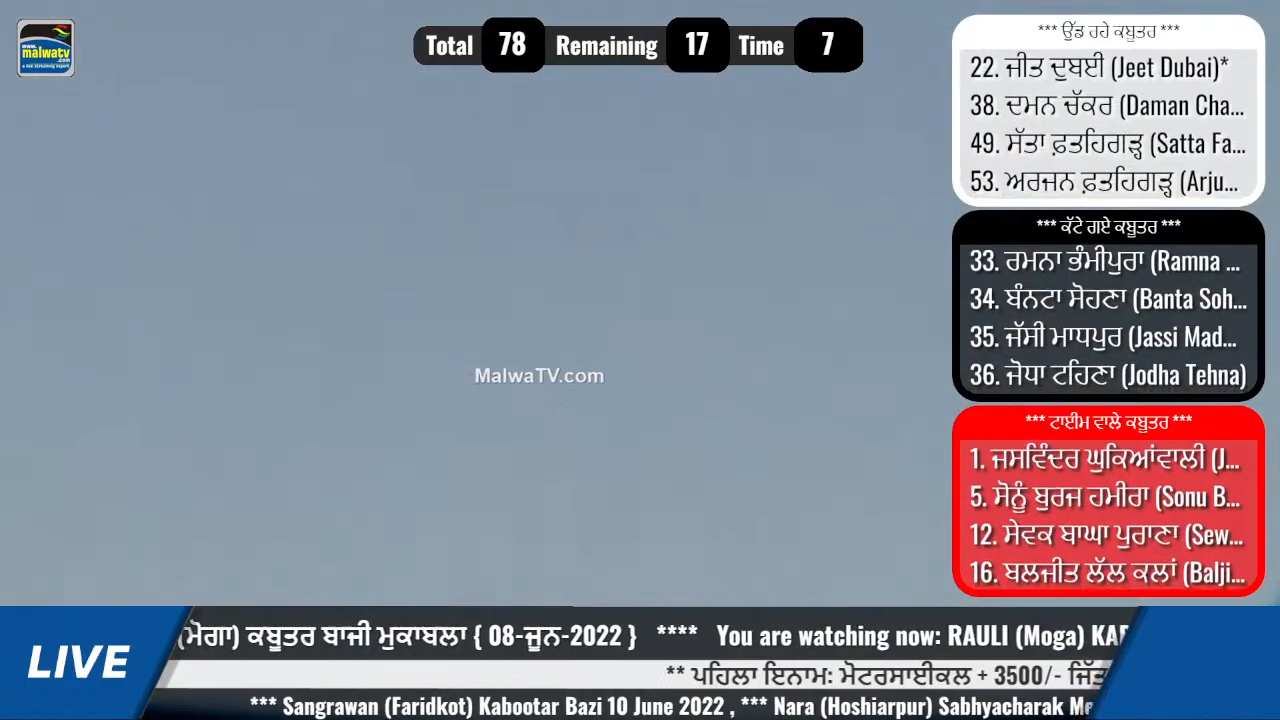 www.
malwatv
.com
a live streaming expert
Total 78 Remaining 17 Time 7
*** ਉੱਡ ਰਹੇ ਕਬੂਤਰ ***
22. ਜੀਤ ਦੁਬਈ (Jeet Dubai)*
38. ਦਮਨ ਚੱਕਰ (Daman Cha...
49. ਸੱਤਾ ਫ਼ਤਹਿਗੜ੍ਹ (Satta Fa...
53. ਅਰਜਨ ਫ਼ਤਹਿਗੜ੍ਹ (Arju...
*** ਕੱਟੇ ਗਏ ਕਬੂਤਰ ***
33. ਰਮਨਾ ਭੰਮੀਪੁਰਾ (Ramna ...
34. ਬੰਨਟਾ ਸੋਹਣਾ (Banta Soh...
35. ਜੱਸੀ ਮਾਧਪੁਰ (Jassi Mad...
36. ਜੋਧਾ ਟਹਿਣਾ (Jodha Tehna)
MalwaTV.com
*** ਟਾਈਮ ਵਾਲੇ ਕਬੂਤਰ ***
1. ਜਸਵਿੰਦਰ ਘੁਕਿਆਂਵਾਲੀ (J...
5. ਸੋਨੂੰ ਬੁਰਜ ਹਮੀਰਾ (Sonu B...
12. ਸੇਵਕ ਬਾਘਾ ਪੁਰਾਣਾ (Sew...
16. ਬਲਜੀਤ ਲੱਲ ਕਲਾਂ (Balji...
LIVE
(ਮੋਗਾ) ਕਬੂਤਰ ਬਾਜੀ ਮੁਕਾਬਲਾ { 08-ਜੂਨ-2022 } **** You are watching now: RAULI (Moga) KAB
** ਪਹਿਲਾ ਇਨਾਮ: ਮੋਟਰਸਾਈਕਲ + 3500/- ਜਿੱਤ
*** Sangrawan (Faridkot) Kabootar Bazi 10 June 2022 , *** Nara (Hoshiarpur) Sabhyacharak Me